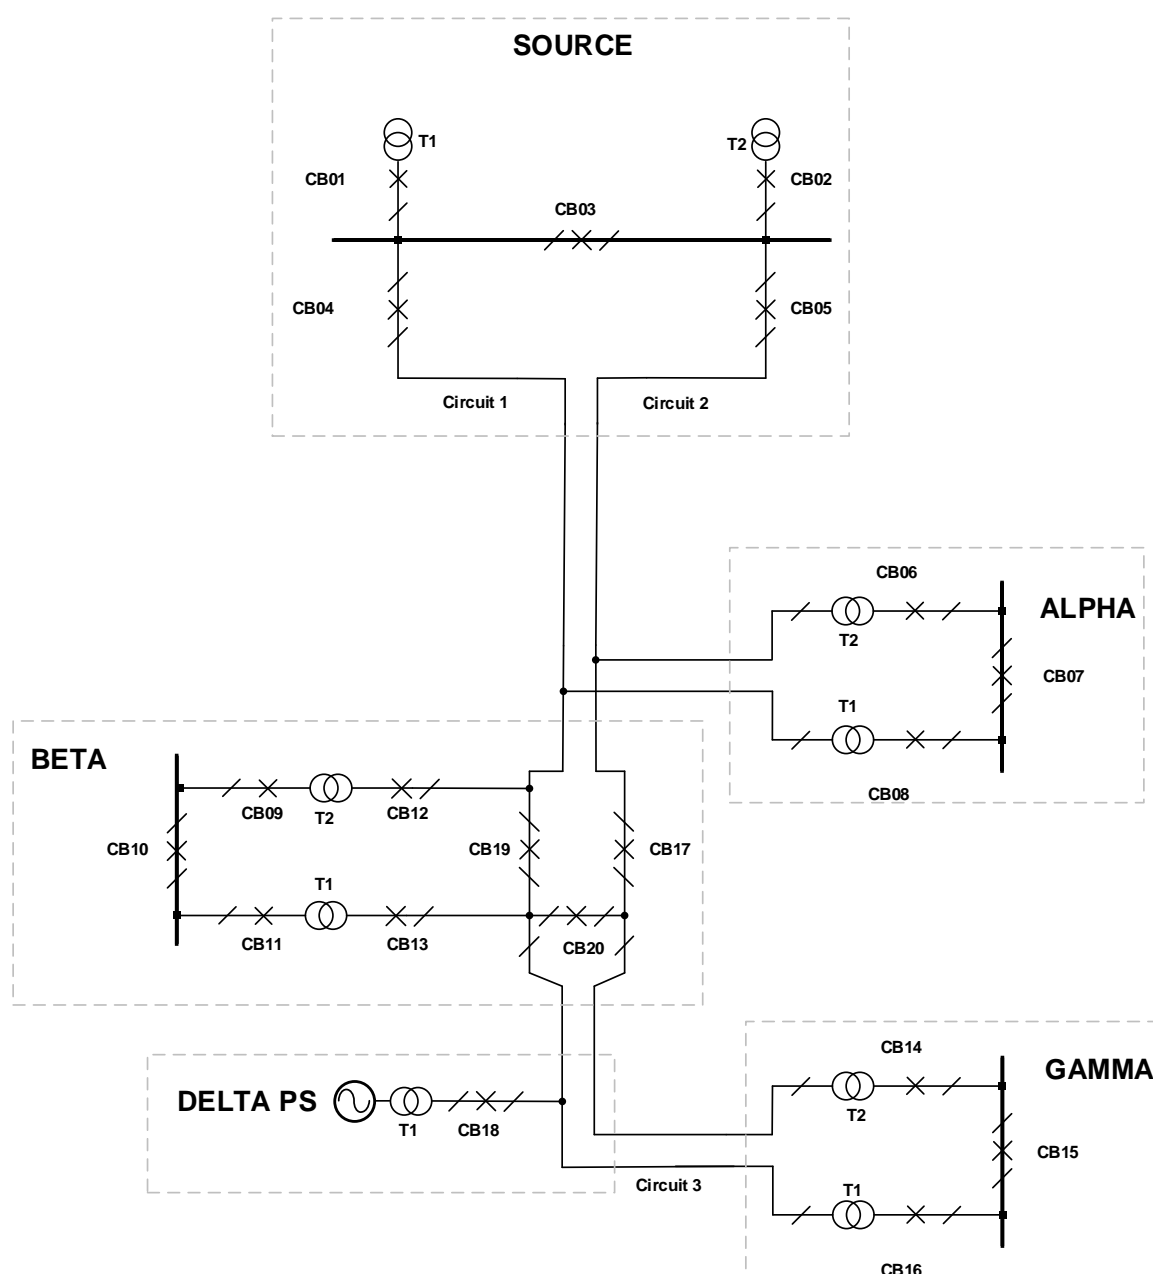 SOURCE
T1
T2
CB01
CB02
CB03
CB04
CB05
Circuit 1
Circuit 2
CB06
ALPHA
T2
CB07
T1
CB08
BETA
CB09
T2
CB12
CB10
CB19
CB17
T1
CB11
CB13
CB20
DELTA PS
T1
CB18
CB14
GAMMA
T2
CB15
Circuit 3
T1
CB16